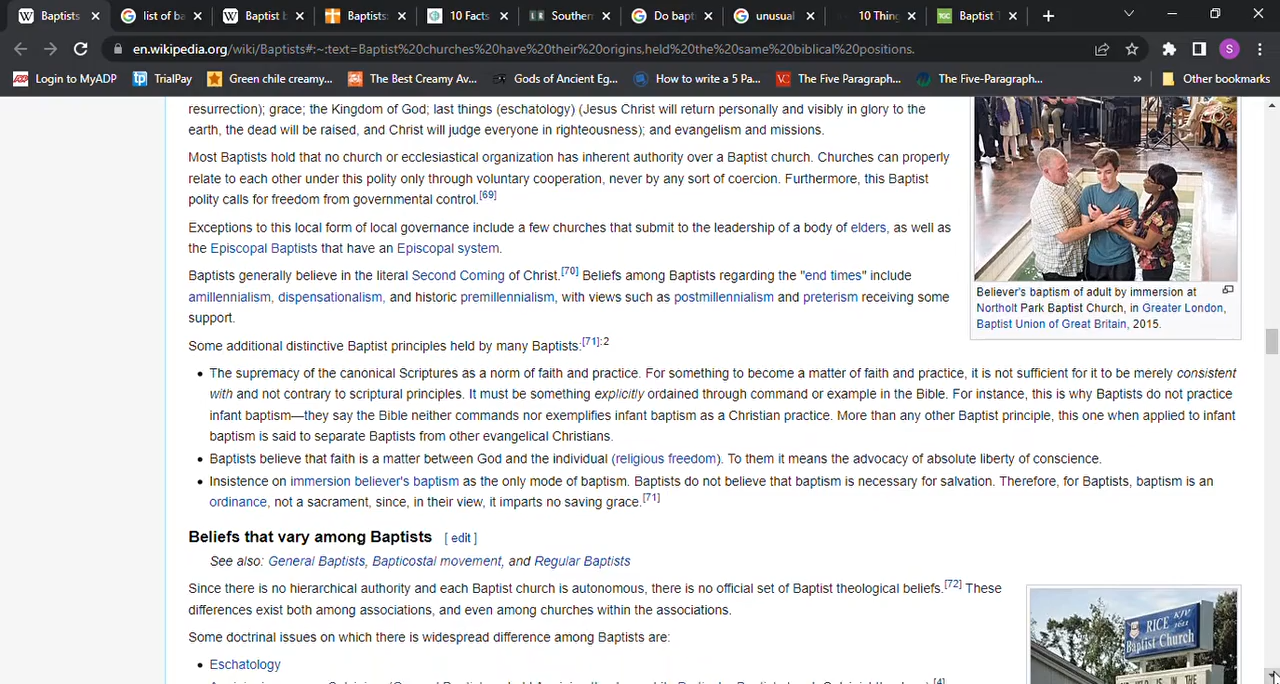 Baptists
list of ba
Baptist b
Baptists:
10 Facts
Southern
Do bapti
unusual
10 Thing
Baptist T
en.wikipedia.org/wiki/Baptists#:~:text=Baptist%20churches%20have%20their%20origins,held%20the%20same%20biblical%20positions.
S
Login to MyADP
TrialPay
Green chile creamy...
The Best Creamy Av...
Gods of Ancient Eg...
How to write a 5 Pa...
The Five Paragraph...
The Five-Paragraph...
»
Other bookmarks
resurrection); grace; the Kingdom of God; last things (eschatology) (Jesus Christ will return personally and visibly in glory to the
earth, the dead will be raised, and Christ will judge everyone in righteousness); and evangelism and missions.
Most Baptists hold that no church or ecclesiastical organization has inherent authority over a Baptist church. Churches can properly
relate to each other under this polity only through voluntary cooperation, never by any sort of coercion. Furthermore, this Baptist
polity calls for freedom from governmental control.[69]
Exceptions to this local form of local governance include a few churches that submit to the leadership of a body of elders, as well as
the Episcopal Baptists that have an Episcopal system.
Baptists generally believe in the literal Second Coming of Christ.[70] Beliefs among Baptists regarding the "end times" include
amillennialism, dispensationalism, and historic premillennialism, with views such as postmillennialism and preterism receiving some
support.
Some additional distinctive Baptist principles held by many Baptists:[71]:2
• The supremacy of the canonical Scriptures as a norm of faith and practice. For something to become a matter of faith and practice, it is not sufficient for it to be merely consistent
with and not contrary to scriptural principles. It must be something explicitly ordained through command or example in the Bible. For instance, this is why Baptists do not practice
infant baptism—they say the Bible neither commands nor exemplifies infant baptism as a Christian practice. More than any other Baptist principle, this one when applied to infant
baptism is said to separate Baptists from other evangelical Christians.
• Baptists believe that faith is a matter between God and the individual (religious freedom). To them it means the advocacy of absolute liberty of conscience.
• Insistence on immersion believer's baptism as the only mode of baptism. Baptists do not believe that baptism is necessary for salvation. Therefore, for Baptists, baptism is an
ordinance, not a sacrament, since, in their view, it imparts no saving grace.[71]
Believer's baptism of adult by immersion at
Northolt Park Baptist Church, in Greater London,
Baptist Union of Great Britain, 2015.
Beliefs that vary among Baptists [ edit ]
See also: General Baptists, Bapticostal movement, and Regular Baptists
Since there is no hierarchical authority and each Baptist church is autonomous, there is no official set of Baptist theological beliefs.[72] These
differences exist both among associations, and even among churches within the associations.
Some doctrinal issues on which there is widespread difference among Baptists are:
• Eschatology
RICE KJV
1611
Baptist Church